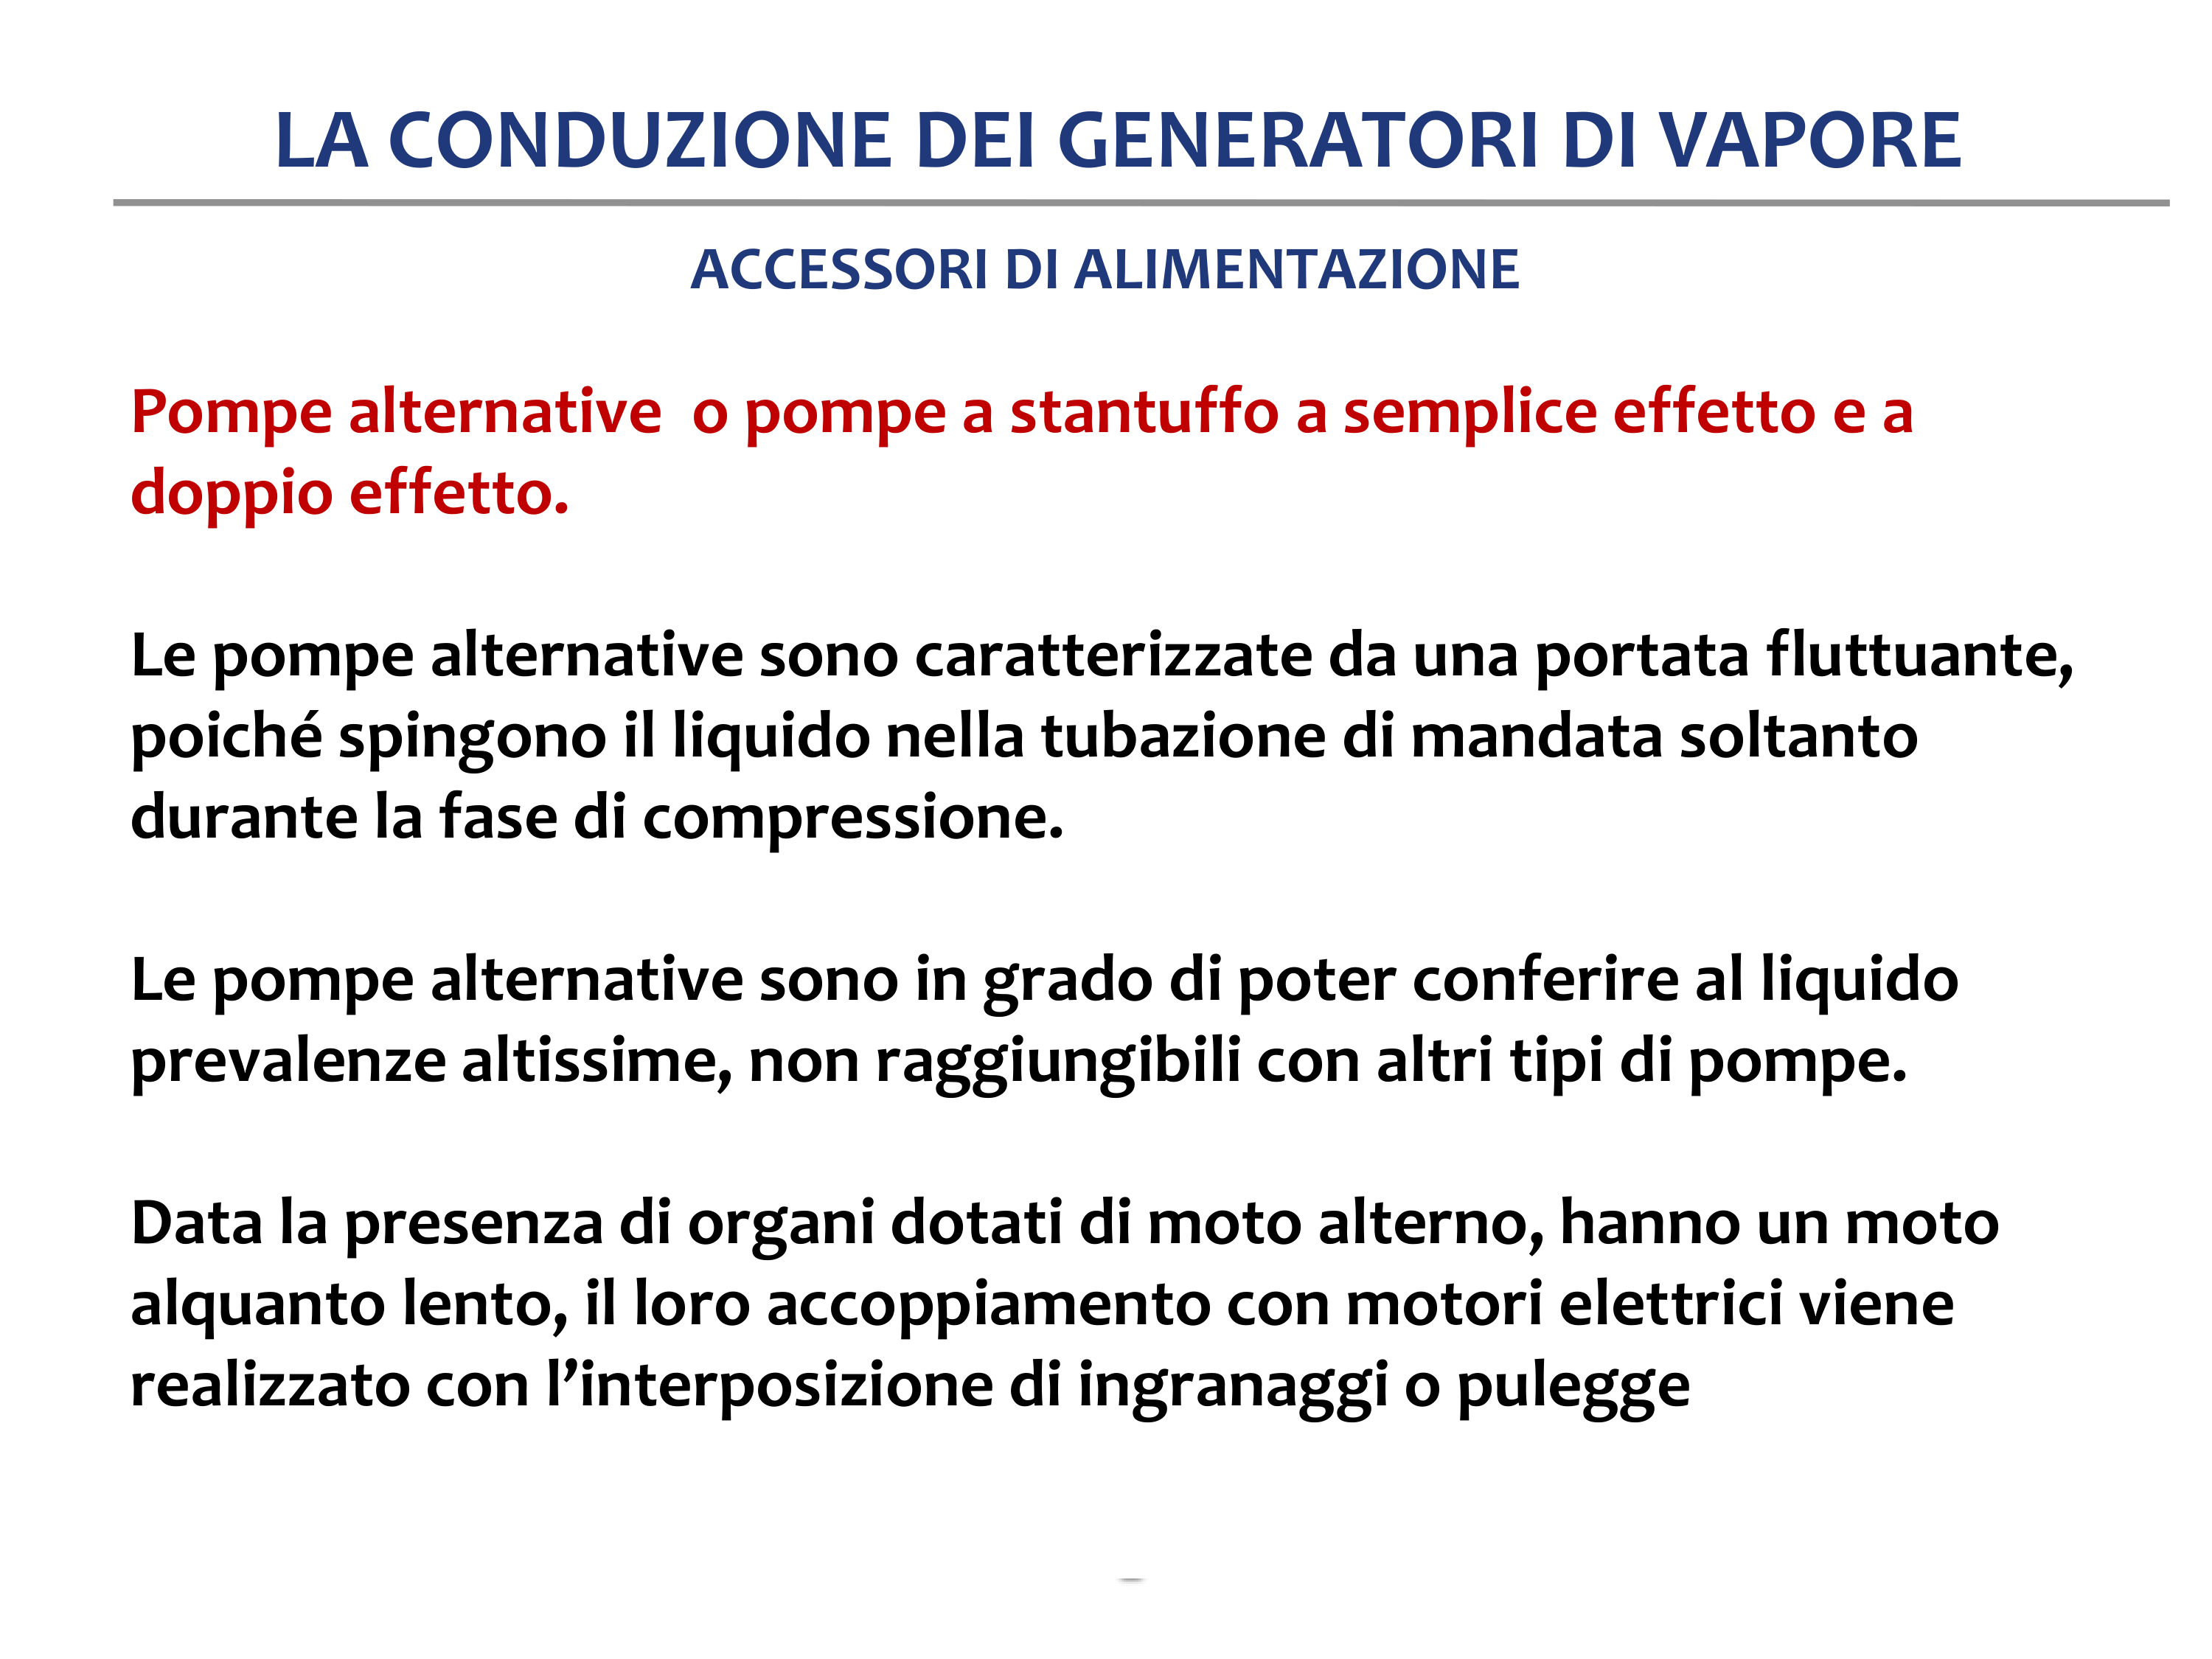 LA CONDUZIONE DEI GENERATORI DI VAPORE
ACCESSORI DI ALIMENTAZIONE
Pompe alternative  o pompe a stantuffo a semplice effetto e a
doppio effetto.
Le pompe alternative sono caratterizzate da una portata fluttuante,
poiché spingono il liquido nella tubazione di mandata soltanto
durante la fase di compressione.
Le pompe alternative sono in grado di poter conferire al liquido
prevalenze altissime, non raggiungibili con altri tipi di pompe.
Data la presenza di organi dotati di moto alterno, hanno un moto
alquanto lento, il loro accoppiamento con motori elettrici viene
realizzato con l’interposizione di ingranaggi o pulegge